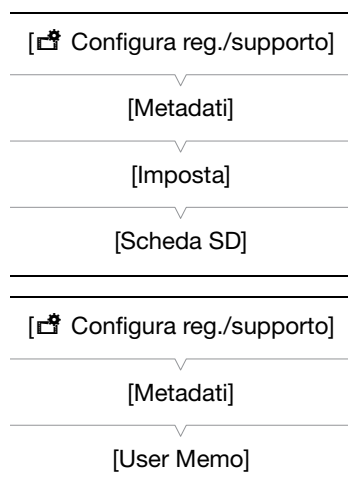 [ Configura reg./supporto]
[Metadati]
[Imposta]
[Scheda SD]
[ Configura reg./supporto]
[Metadati]
[User Memo]